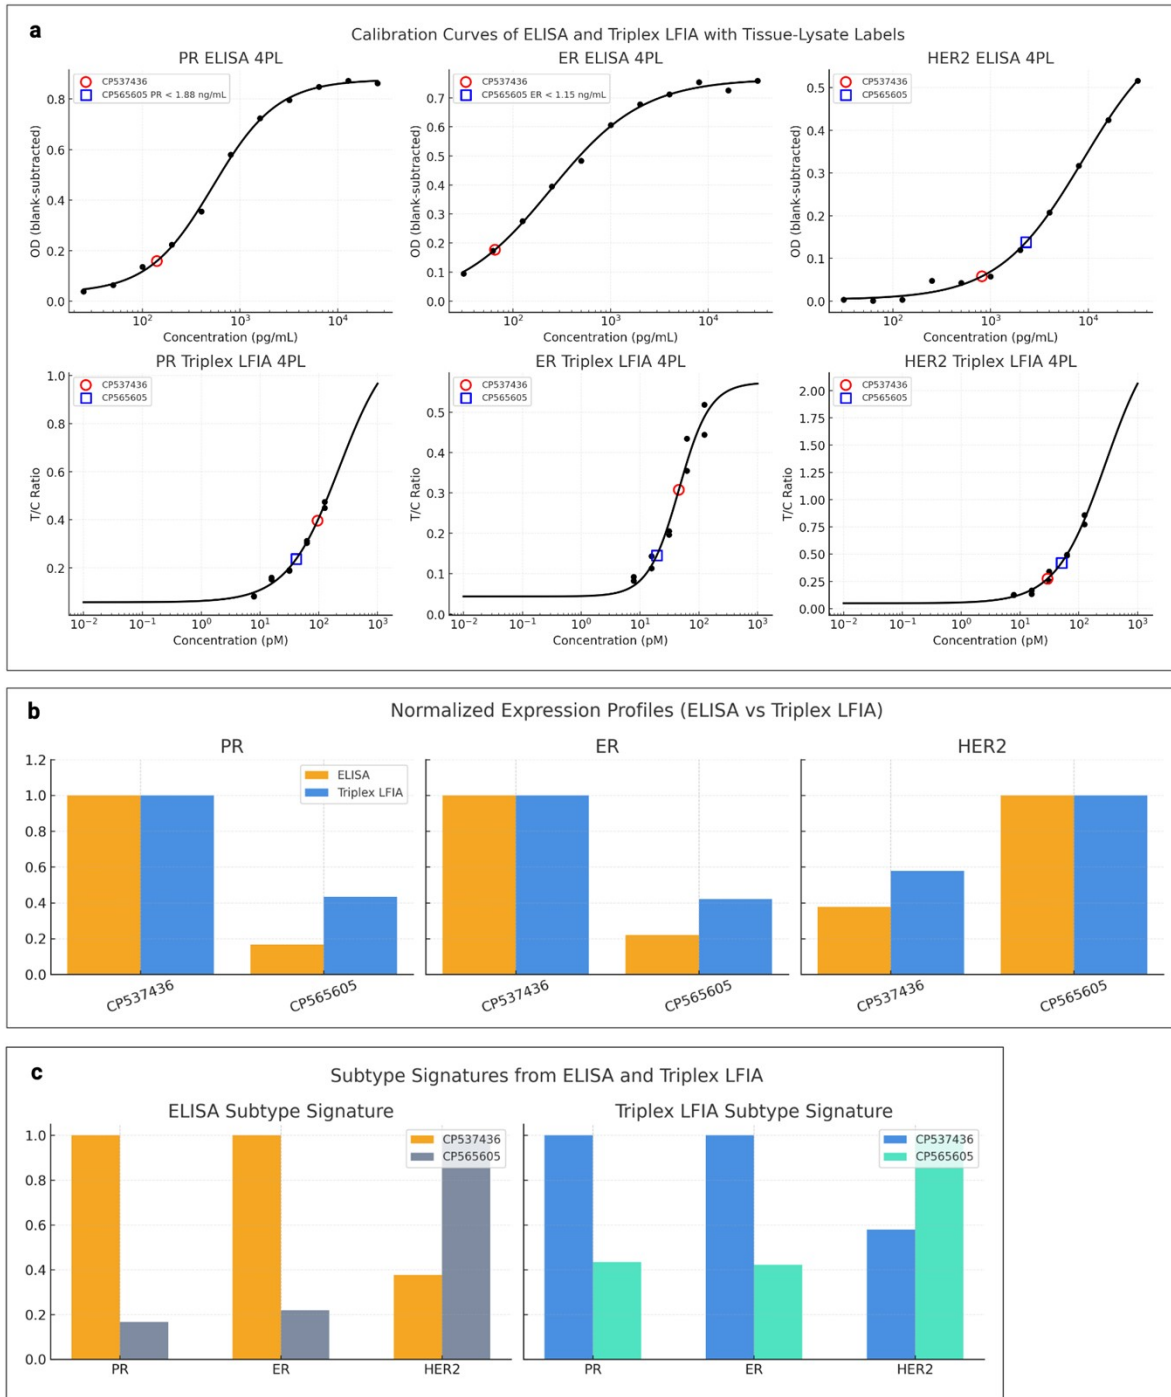 a
Calibration Curves of ELISA and Triplex LFIA with Tissue-Lysate Labels
PR ELISA 4PL
CP537436
CP565605 PR < 1.88 ng/mL
OD (blank-subtracted)
0.8
0.6
0.4
0.2
0.0
10²
10³
10⁴
Concentration (pg/mL)
ER ELISA 4PL
CP537436
CP565605 ER < 1.15 ng/mL
OD (blank-subtracted)
0.7
0.6
0.5
0.4
0.3
0.2
0.1
0.0
10²
10³
10⁴
Concentration (pg/mL)
HER2 ELISA 4PL
CP537436
CP565605
OD (blank-subtracted)
0.5
0.4
0.3
0.2
0.1
0.0
10²
10³
10⁴
Concentration (pg/mL)
PR Triplex LFIA 4PL
CP537436
CP565605
T/C Ratio
1.0
0.8
0.6
0.4
0.2
10⁻²
10⁻¹
10⁰
10¹
10²
10³
Concentration (pM)
ER Triplex LFIA 4PL
CP537436
CP565605
T/C Ratio
0.5
0.4
0.3
0.2
0.1
0.0
10⁻²
10⁻¹
10⁰
10¹
10²
10³
Concentration (pM)
HER2 Triplex LFIA 4PL
CP537436
CP565605
T/C Ratio
2.00
1.75
1.50
1.25
1.00
0.75
0.50
0.25
0.00
10⁻²
10⁻¹
10⁰
10¹
10²
10³
Concentration (pM)
b
Normalized Expression Profiles (ELISA vs Triplex LFIA)
PR
ER
HER2
ELISA
Triplex LFIA
1.2
1.0
0.8
0.6
0.4
0.2
0.0
CP537436
CP565605
CP537436
CP565605
CP537436
CP565605
c
Subtype Signatures from ELISA and Triplex LFIA
ELISA Subtype Signature
CP537436
CP565605
1.0
0.8
0.6
0.4
0.2
0.0
PR
ER
HER2
Triplex LFIA Subtype Signature
CP537436
CP565605
PR
ER
HER2